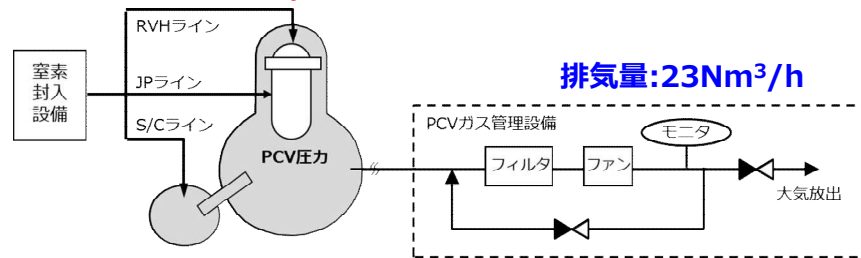 RVHライン
窒素
封入
設備
JPライン
S/Cライン
PCV圧力
排気量:23Nm³/h
PCVガス管理設備
モニタ
フィルタ
ファン
大気放出